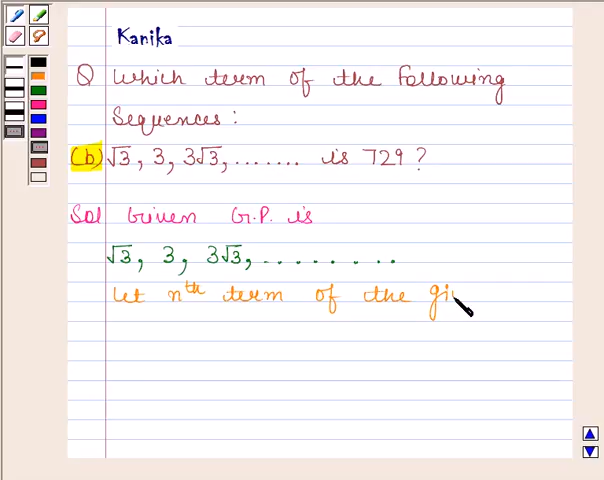 Kanika
Q Which term of the following
Sequences :
(b) √3, 3, 3√3, ....... is 729 ?
Sol Given G.P. is
√3, 3, 3√3, ........
Let nth term of the gi